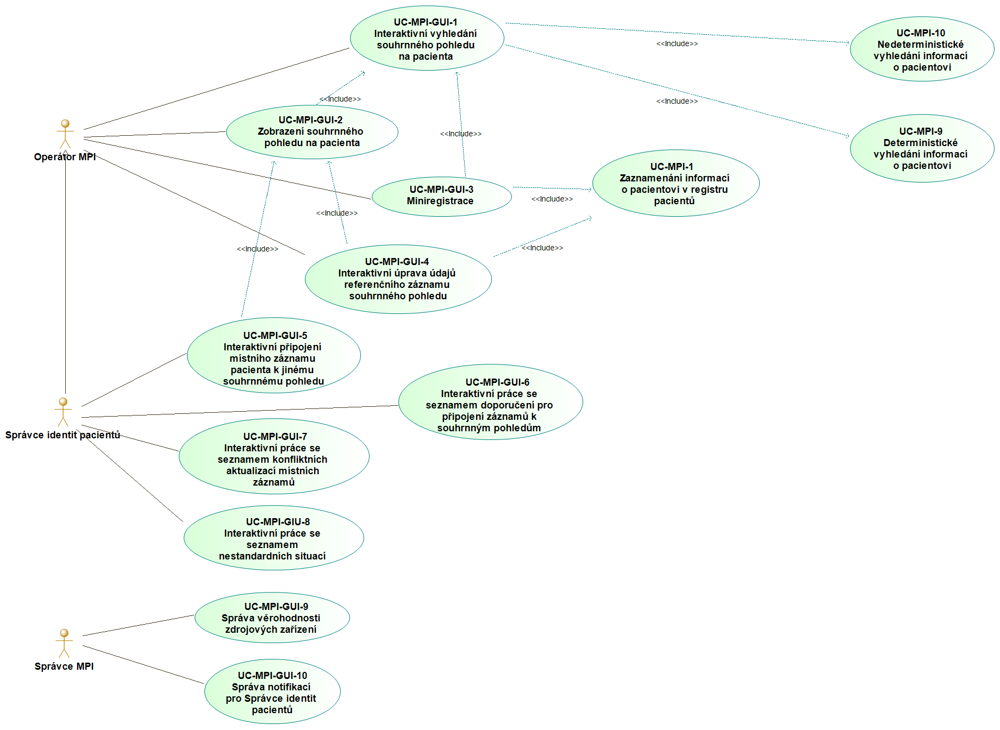 UC-MPI-GUI-1
Interaktivní vyhledání
souhrnného pohledu
na pacienta
UC-MPI-10
Nedeterministické
vyhledání informací
o pacientovi
<<Include>>
<<Include>>
<<Include>>
UC-MPI-GUI-2
Zobrazení souhrnného
pohledu na pacienta
UC-MPI-9
Deterministické
vyhledání informací
o pacientovi
<<Include>>
Operátor MPI
UC-MPI-1
Zaznamenání informací
o pacientovi v registru
pacientů
UC-MPI-GUI-3
Miniregistrace
<<Include>>
<<Include>>
<<Include>>
<<Include>>
UC-MPI-GUI-4
Interaktivní úprava údajů
referenčního záznamu
souhrnného pohledu
UC-MPI-GUI-5
Interaktivní připojení
místního záznamu
pacienta k jinému
souhrnnému pohledu
UC-MPI-GUI-6
Interaktivní práce se
seznamem doporučení pro
připojení záznamů k
souhrnným pohledům
Správce identit pacientů
UC-MPI-GUI-7
Interaktivní práce se
seznamem konfliktních
aktualizací místních
záznamů
UC-MPI-GIU-8
Interaktivní práce se
seznamem
nestandardních situací
UC-MPI-GUI-9
Správa věrohodnosti
zdrojových zařízení
Správce MPI
UC-MPI-GUI-10
Správa notifikací
pro Správce identit
pacientů